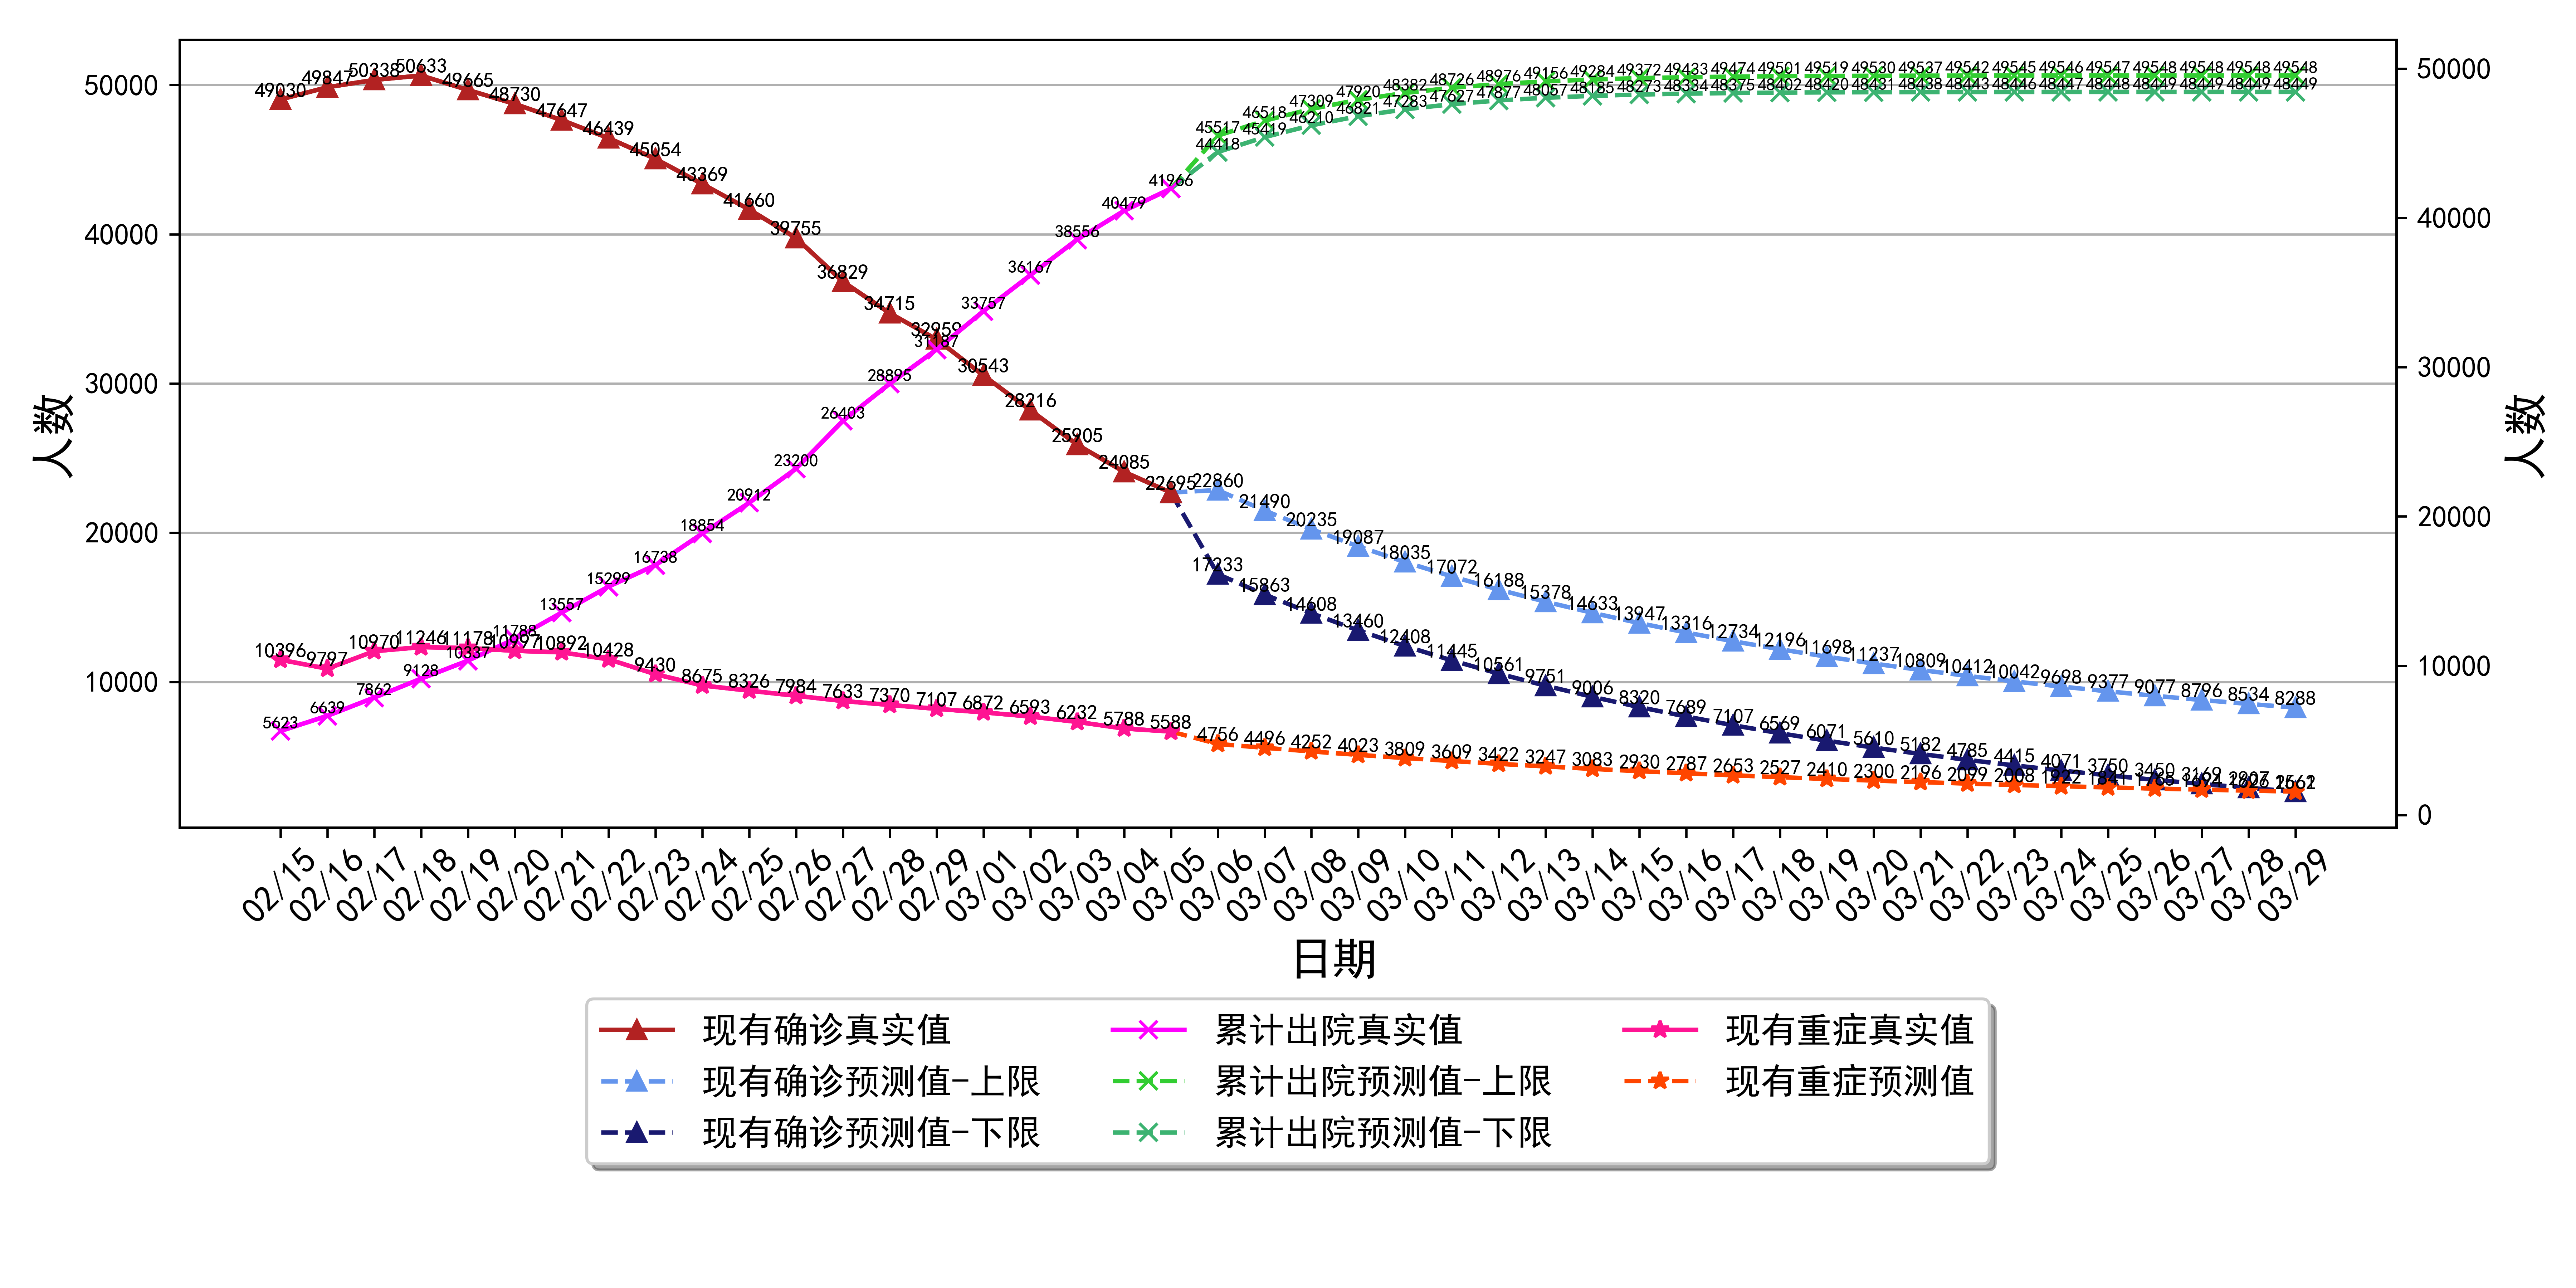 49030 49847 50338 50633 49665 48730 47647 46439 45054 43369 41660 39755 36829 34715 32959 30543 28216 25905 24085 22695
22860 21490 20235 19087 18035 17072 16188 15378 14633 13947 13316 12734 12196 11698 11237 10809 10412 10042 9698 9377 9077 8796 8534 8288
17233 15863 14608 13460 12408 11445 10561 9751 9006 8320 7689 7107 6569 6071 5610 5182 4785 4415 4071 3750 3450 3169 2907
5623 6639 7862 9128 10337 11788 13557 15299 16738 18854 20912 23200 26403 28895 31187 33757 36167 38556 40479 41966
45517 46518 47309 47920 48382 48726 48976 49156 49284 49372 49433 49474 49501 49519 49530 49537 49542 49545 49546 49547 49548 49548 49548 49548
44418 45419 46210 46821 47283 47627 47877 48057 48185 48273 48334 48375 48402 48420 48431 48438 48443 48446 48447 48448 48449 48449 48449 48449
10396 9797 10970 11246 11178 10997 10892 10428 9430 8675 8326 7984 7633 7370 7107 6872 6593 6232 5788 5588
4756 4496 4252 4023 3809 3609 3422 3247 3083 2930 2787 2653 2527 2410 2300 2196 2099 2008 1922 1841
50000
40000
30000
20000
10000
人数
50000
40000
30000
20000
10000
0
人数
02/15 02/16 02/17 02/18 02/19 02/20 02/21 02/22 02/23 02/24 02/25 02/26 02/27 02/28 02/29 03/01 03/02 03/03 03/04 03/05 03/06 03/07 03/08 03/09 03/10 03/11 03/12 03/13 03/14 03/15 03/16 03/17 03/18 03/19 03/20 03/21 03/22 03/23 03/24 03/25 03/26 03/27 03/28 03/29
日期
现有确诊真实值
现有确诊预测值-上限
现有确诊预测值-下限
累计出院真实值
累计出院预测值-上限
累计出院预测值-下限
现有重症真实值
现有重症预测值